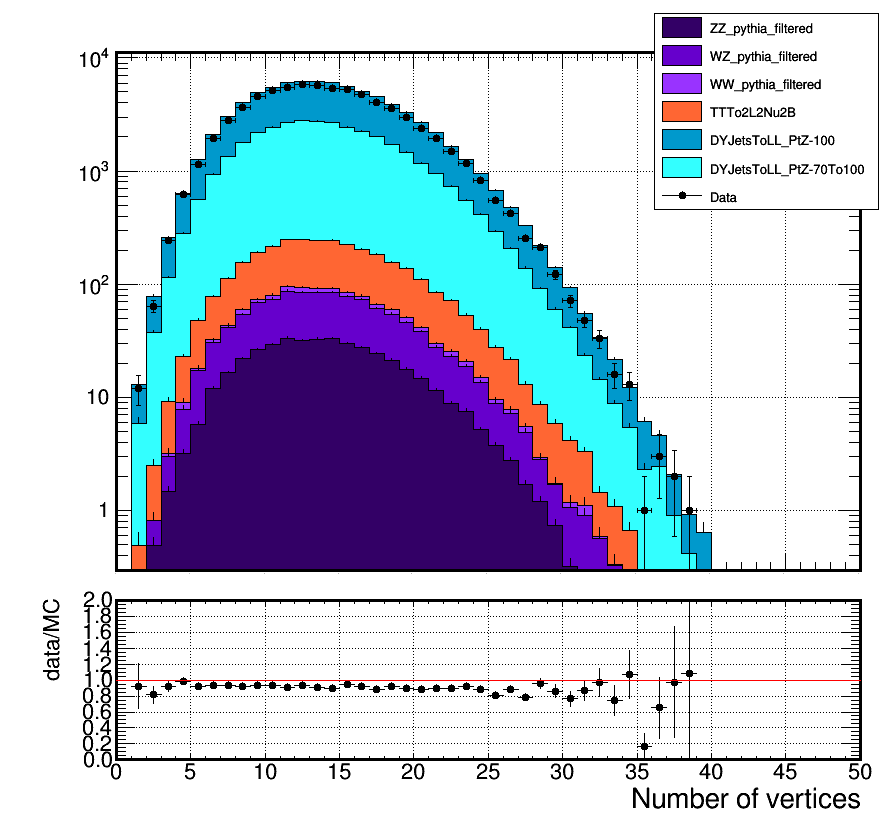 ZZ_pythia_filtered
WZ_pythia_filtered
WW_pythia_filtered
TTTo2L2Nu2B
DYJetsToLL_PtZ-100
DYJetsToLL_PtZ-70To100
Data
10^4
10^3
10^2
10
1
data/MC
2.0
1.8
1.6
1.4
1.2
1.0
0.8
0.6
0.4
0.2
0.0
0 5 10 15 20 25 30 35 40 45 50
Number of vertices